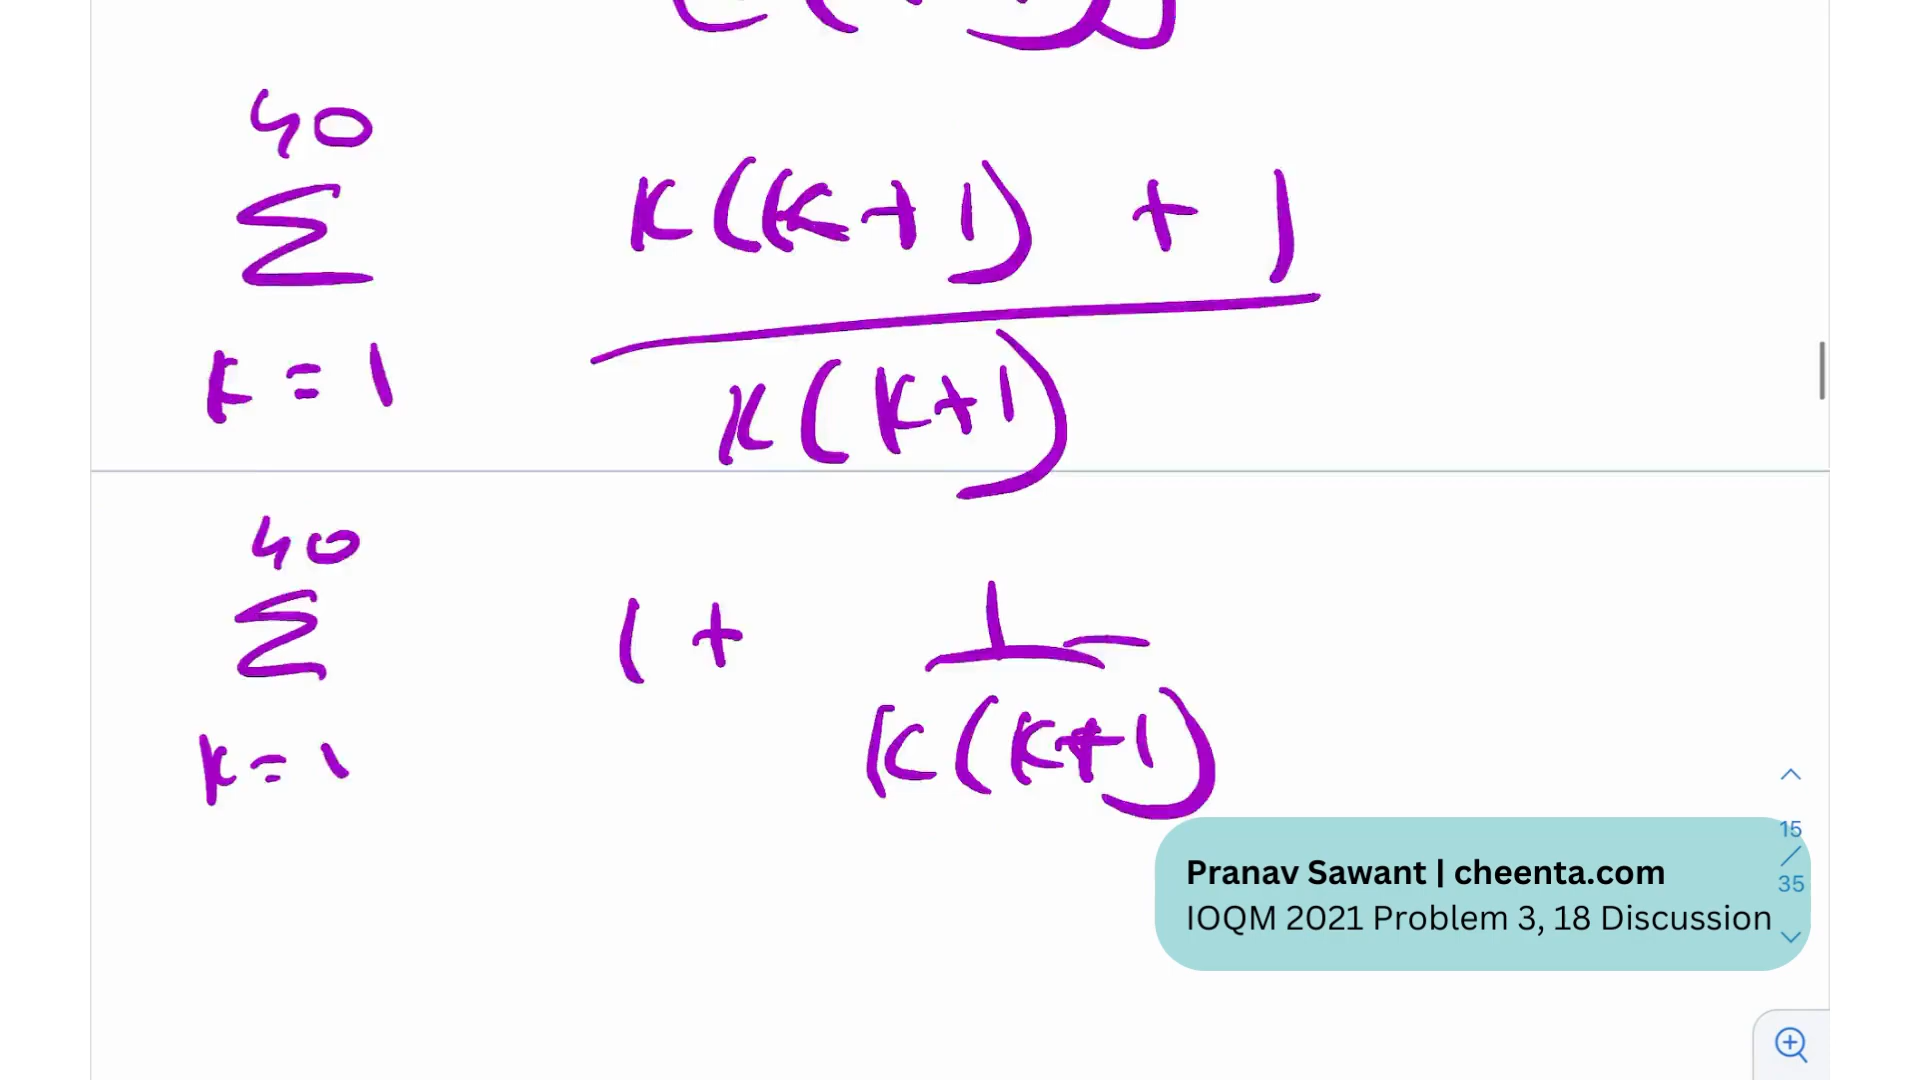 40
Σ k(k+1) + 1
k = 1 k(k+1)
40
Σ 1 + 1
k = 1 k(k+1)
15
/
35
Pranav Sawant | cheenta.com
IOQM 2021 Problem 3, 18 Discussion